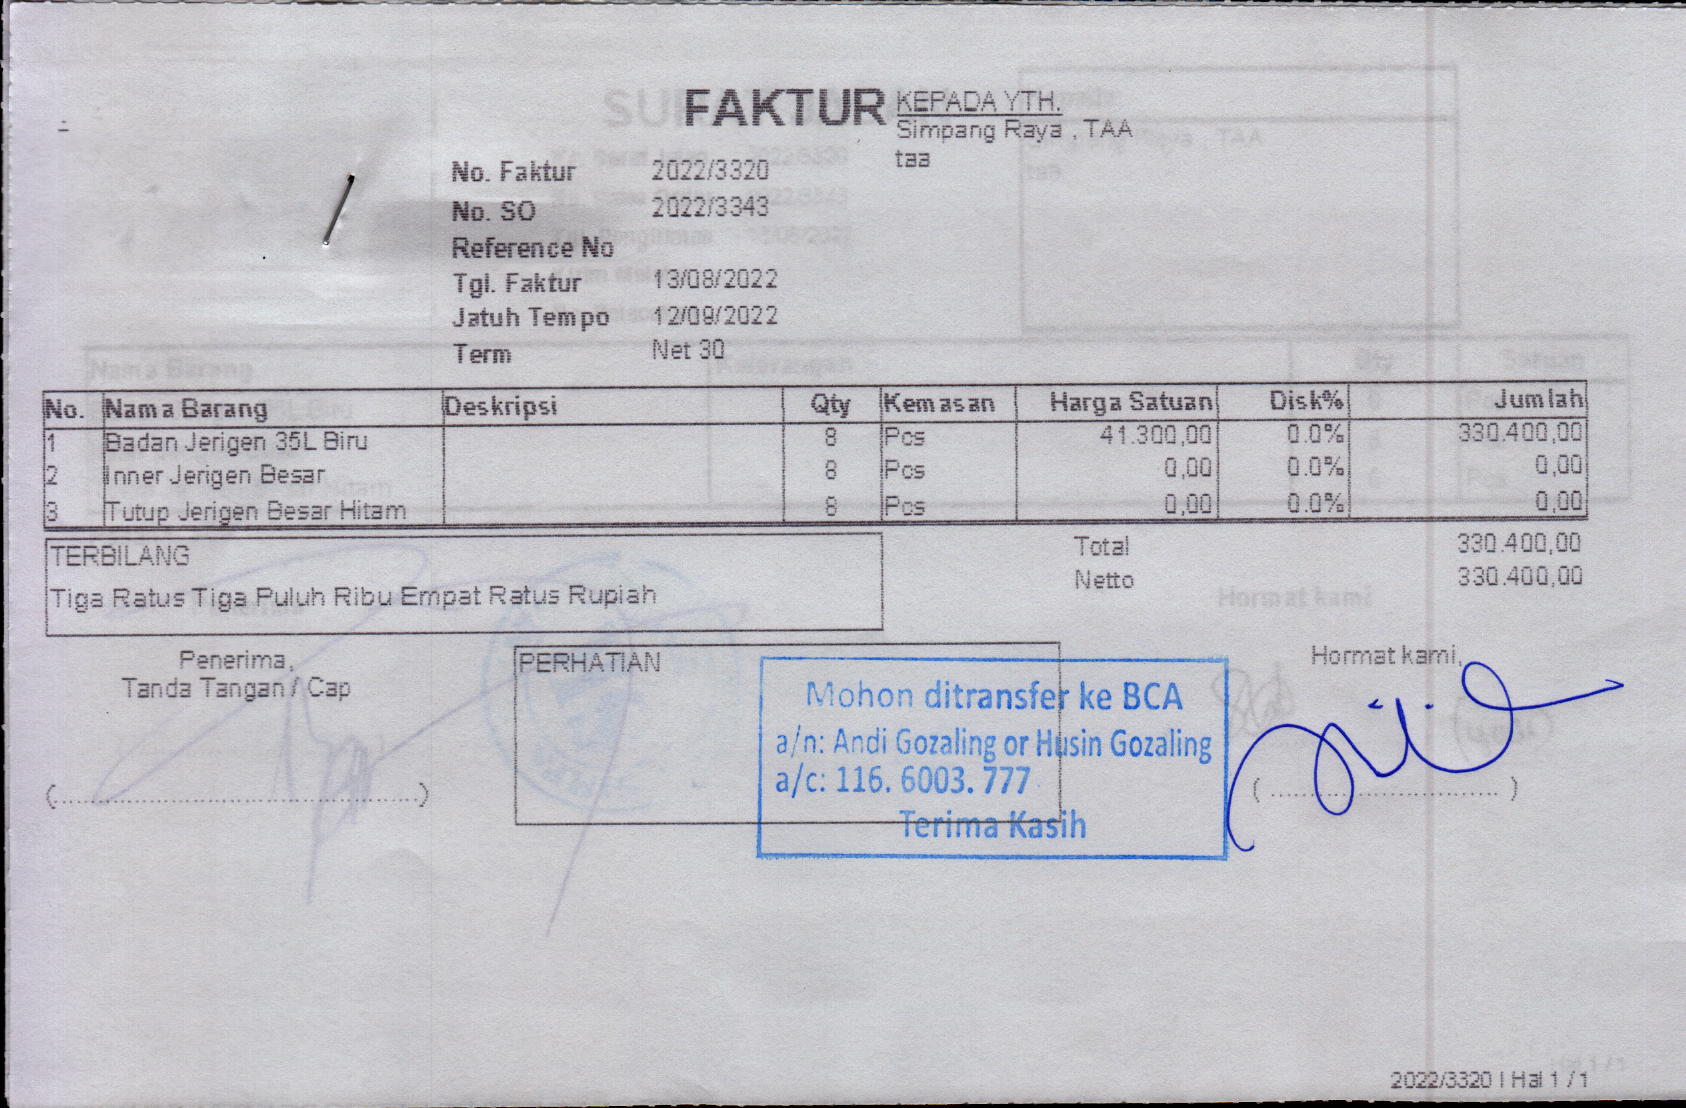 FAKTUR
KEPADA YTH.
Simpang Raya , TAA
taa
No. Faktur 2022/3320
No. SO 2022/3343
Reference No
Tgl. Faktur 13/08/2022
Jatuh Tempo 12/09/2022
Term Net 30
No. Nama Barang Deskripsi Qty Kemasan Harga Satuan Disk% Jumlah
1 Badan Jerigen 35L Biru 8 Pcs 41.300,00 0.0% 330.400,00
2 Inner Jerigen Besar 8 Pcs 0,00 0.0% 0,00
3 Tutup Jerigen Besar Hitam 8 Pcs 0,00 0.0% 0,00
TERBILANG
Tiga Ratus Tiga Puluh Ribu Empat Ratus Rupiah
Total 330.400,00
Netto 330.400,00
Penerima,
Tanda Tangan / Cap
(................................................)
PERHATIAN
Mohon ditransfer ke BCA
a/n: Andi Gozaling or Husin Gozaling
a/c: 116. 6003. 777
Terima Kasih
Hormat kami,
( ............................... )
2022/3320 | Hal 1 / 1